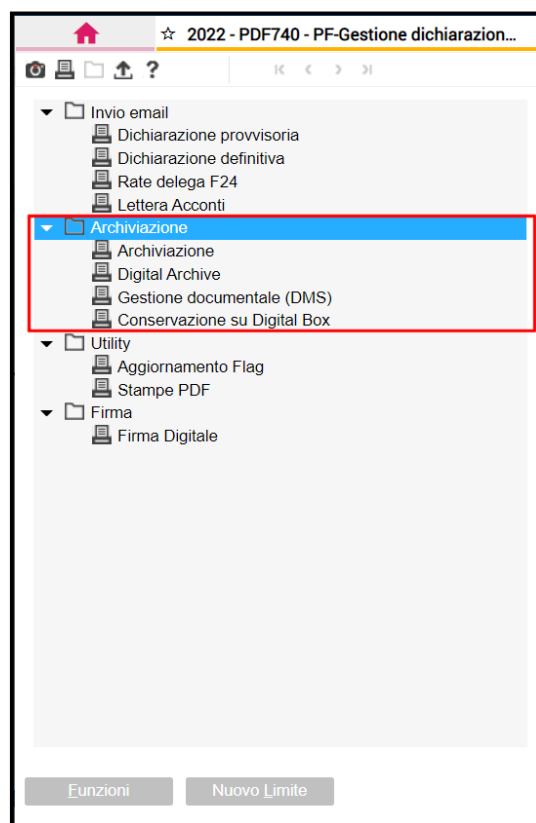 2022 - PDF740 - PF-Gestione dichiarazion...
?
Invio email
Dichiarazione provvisoria
Dichiarazione definitiva
Rate delega F24
Lettera Acconti
Archiviazione
Archiviazione
Digital Archive
Gestione documentale (DMS)
Conservazione su Digital Box
Utility
Aggiornamento Flag
Stampe PDF
Firma
Firma Digitale
Funzioni Nuovo Limite